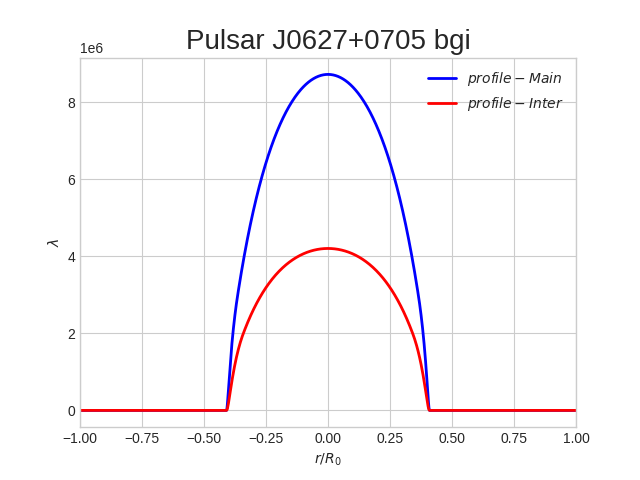 Pulsar J0627+0705 bgi
1e6
profile − Main
profile − Inter
8
6
4
2
0
λ
−1.00 −0.75 −0.50 −0.25 0.00 0.25 0.50 0.75 1.00
r/R₀